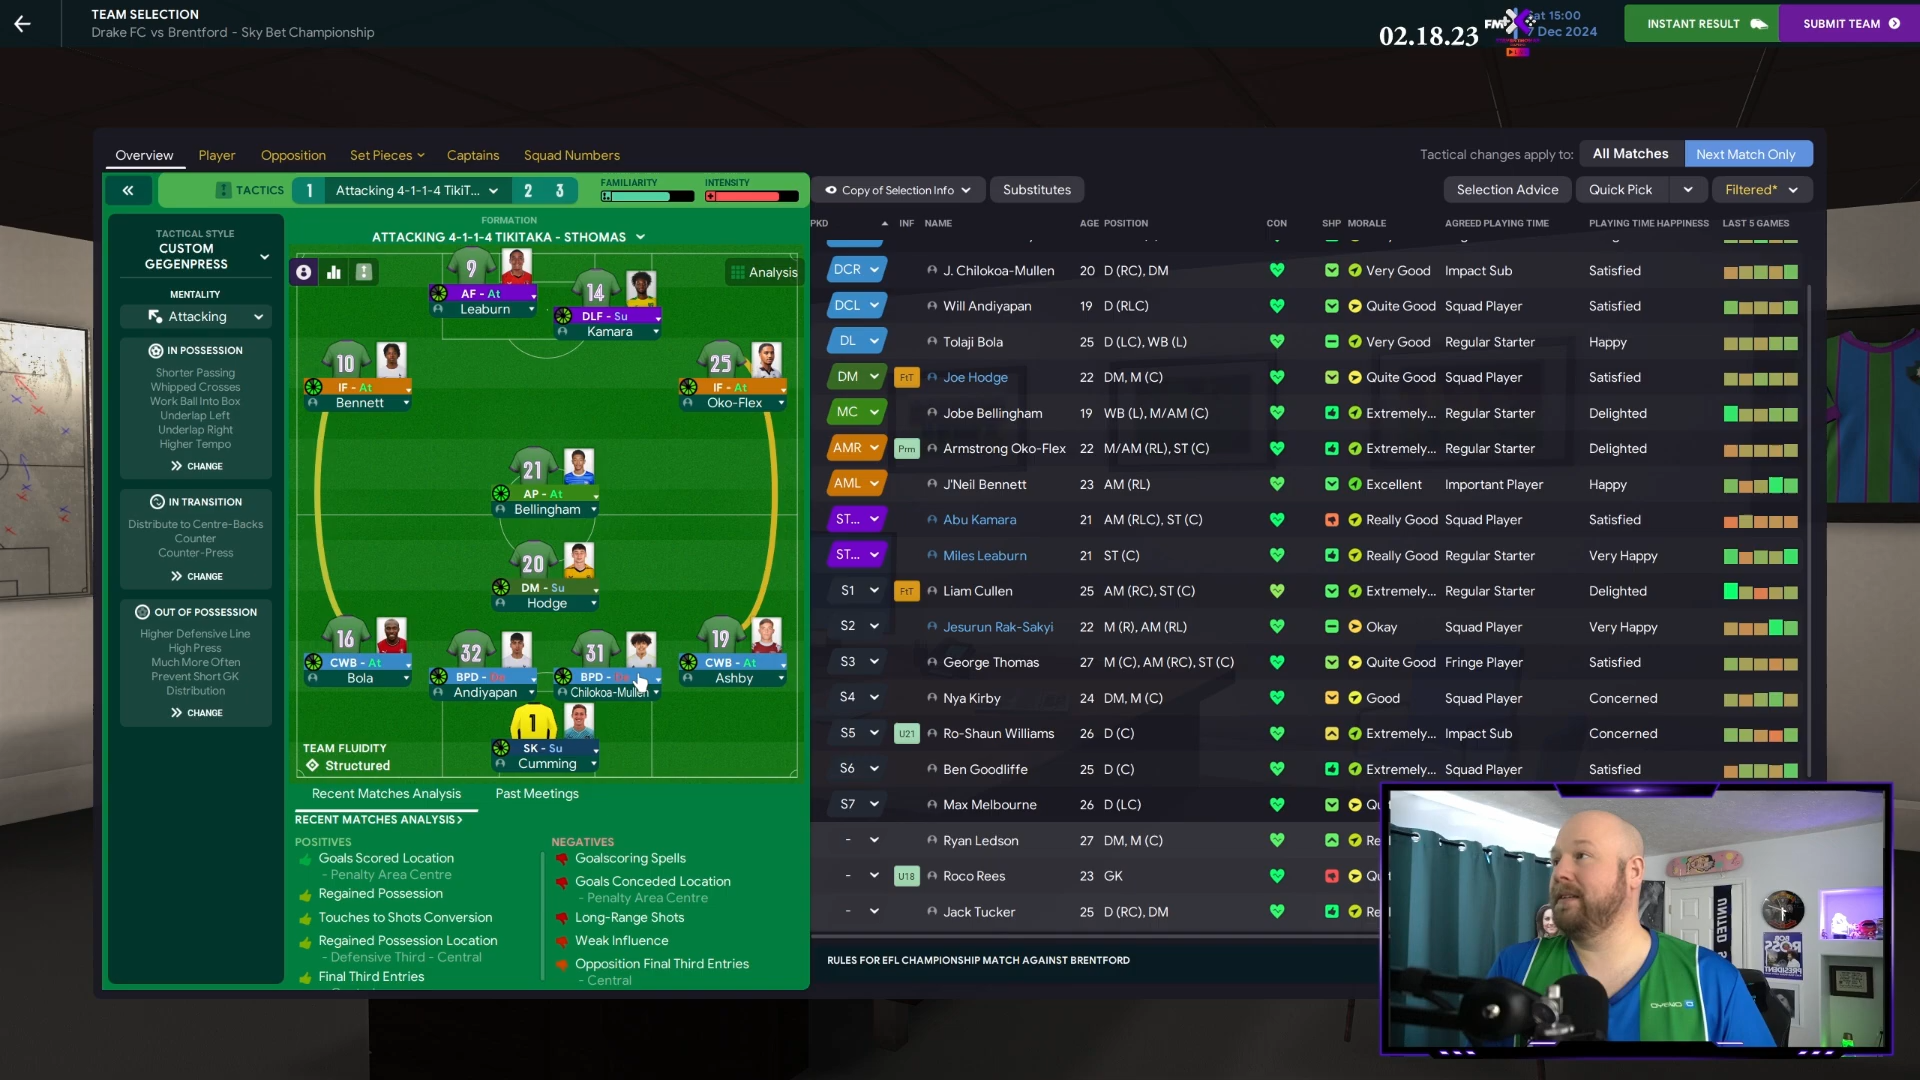 TEAM SELECTION
Drake FC vs Brentford - Sky Bet Championship
02.18.23
FM
at 15:00
7 Dec 2024
INSTANT RESULT
SUBMIT TEAM
Overview Player Opposition Set Pieces Captains Squad Numbers
Tactical changes apply to: All Matches Next Match Only
TACTICS 1 Attacking 4-1-1-4 TikiT... 2 3
FAMILIARITY INTENSITY
Copy of Selection Info Substitutes Selection Advice Quick Pick Filtered*
TACTICAL STYLE
CUSTOM
GEGENPRESS
MENTALITY
Attacking
IN POSSESSION
Shorter Passing
Whipped Crosses
Work Ball Into Box
Underlap Left
Underlap Right
Higher Tempo
CHANGE
IN TRANSITION
Distribute to Centre-Backs
Counter
Counter-Press
CHANGE
OUT OF POSSESSION
Higher Defensive Line
High Press
Much More Often
Prevent Short GK
Distribution
CHANGE
FORMATION
ATTACKING 4-1-1-4 TIKITAKA - STHOMAS
Analysis
9
AF - At
Leaburn
14
DLF - Su
Kamara
10
IF - At
Bennett
25
IF - At
Oko-Flex
21
AP - At
Bellingham
20
DM - Su
Hodge
16
CWB - At
Bola
32
BPD - De
Andiyapan
31
BPD - De
Chilokoa-Mullen
19
CWB - At
Ashby
1
SK - Su
Cumming
TEAM FLUIDITY
Structured
Recent Matches Analysis Past Meetings
RECENT MATCHES ANALYSIS>
POSITIVES
Goals Scored Location
- Penalty Area Centre
Regained Possession
Touches to Shots Conversion
Regained Possession Location
- Defensive Third - Central
Final Third Entries
NEGATIVES
Goalscoring Spells
Goals Conceded Location
- Penalty Area Centre
Long-Range Shots
Weak Influence
Opposition Final Third Entries
- Central
PKD INF NAME AGE POSITION CON SHP MORALE AGREED PLAYING TIME PLAYING TIME HAPPINESS LAST 5 GAMES
DCR J. Chilokoa-Mullen 20 D (RC), DM Very Good Impact Sub Satisfied
DCL Will Andiyapan 19 D (RLC) Quite Good Squad Player Satisfied
DL Tolaji Bola 25 D (LC), WB (L) Very Good Regular Starter Happy
DM FtT Joe Hodge 22 DM, M (C) Quite Good Squad Player Satisfied
MC Jobe Bellingham 19 WB (L), M/AM (C) Extremely... Regular Starter Delighted
AMR Prm Armstrong Oko-Flex 22 M/AM (RL), ST (C) Extremely... Regular Starter Delighted
AML J'Neil Bennett 23 AM (RL) Excellent Important Player Happy
ST... Abu Kamara 21 AM (RLC), ST (C) Really Good Squad Player Satisfied
ST... Miles Leaburn 21 ST (C) Really Good Regular Starter Very Happy
S1 FtT Liam Cullen 25 AM (RC), ST (C) Extremely... Regular Starter Delighted
S2 Jesurun Rak-Sakyi 22 M (R), AM (RL) Okay Squad Player Very Happy
S3 George Thomas 27 M (C), AM (RC), ST (C) Quite Good Fringe Player Satisfied
S4 Nya Kirby 24 DM, M (C) Good Squad Player Concerned
S5 U21 Ro-Shaun Williams 26 D (C) Extremely... Impact Sub Concerned
S6 Ben Goodliffe 25 D (C) Extremely... Squad Player Satisfied
S7 Max Melbourne 26 D (LC) Qu
- Ryan Ledson 27 DM, M (C) Re
- U18 Roco Rees 23 GK Qu
- Jack Tucker 25 D (RC), DM Re
RULES FOR EFL CHAMPIONSHIP MATCH AGAINST BRENTFORD
UNITED
BOB
ROSS
PRESIDENT